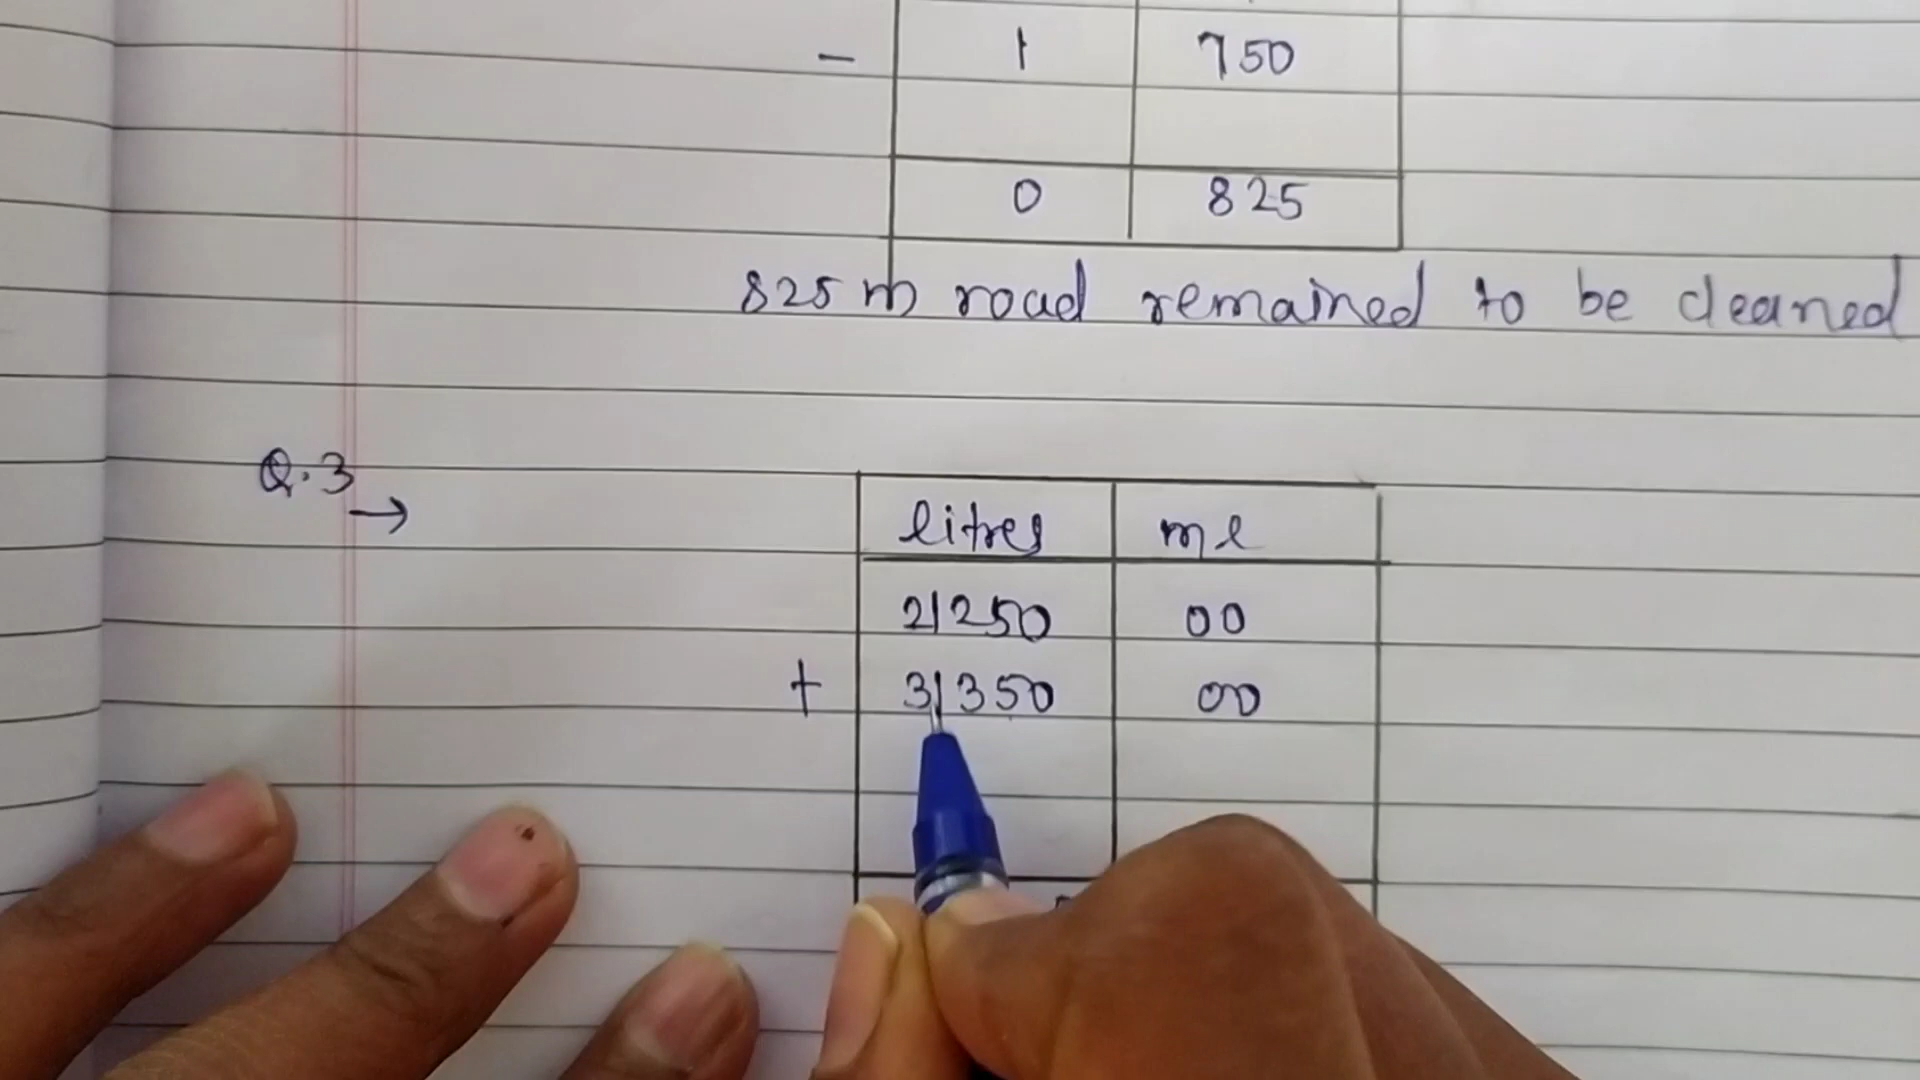 - 1 750
0 825
825 m road remained to be cleaned
Q.3 →
litres ml
2|250 00
+ 3|350 00